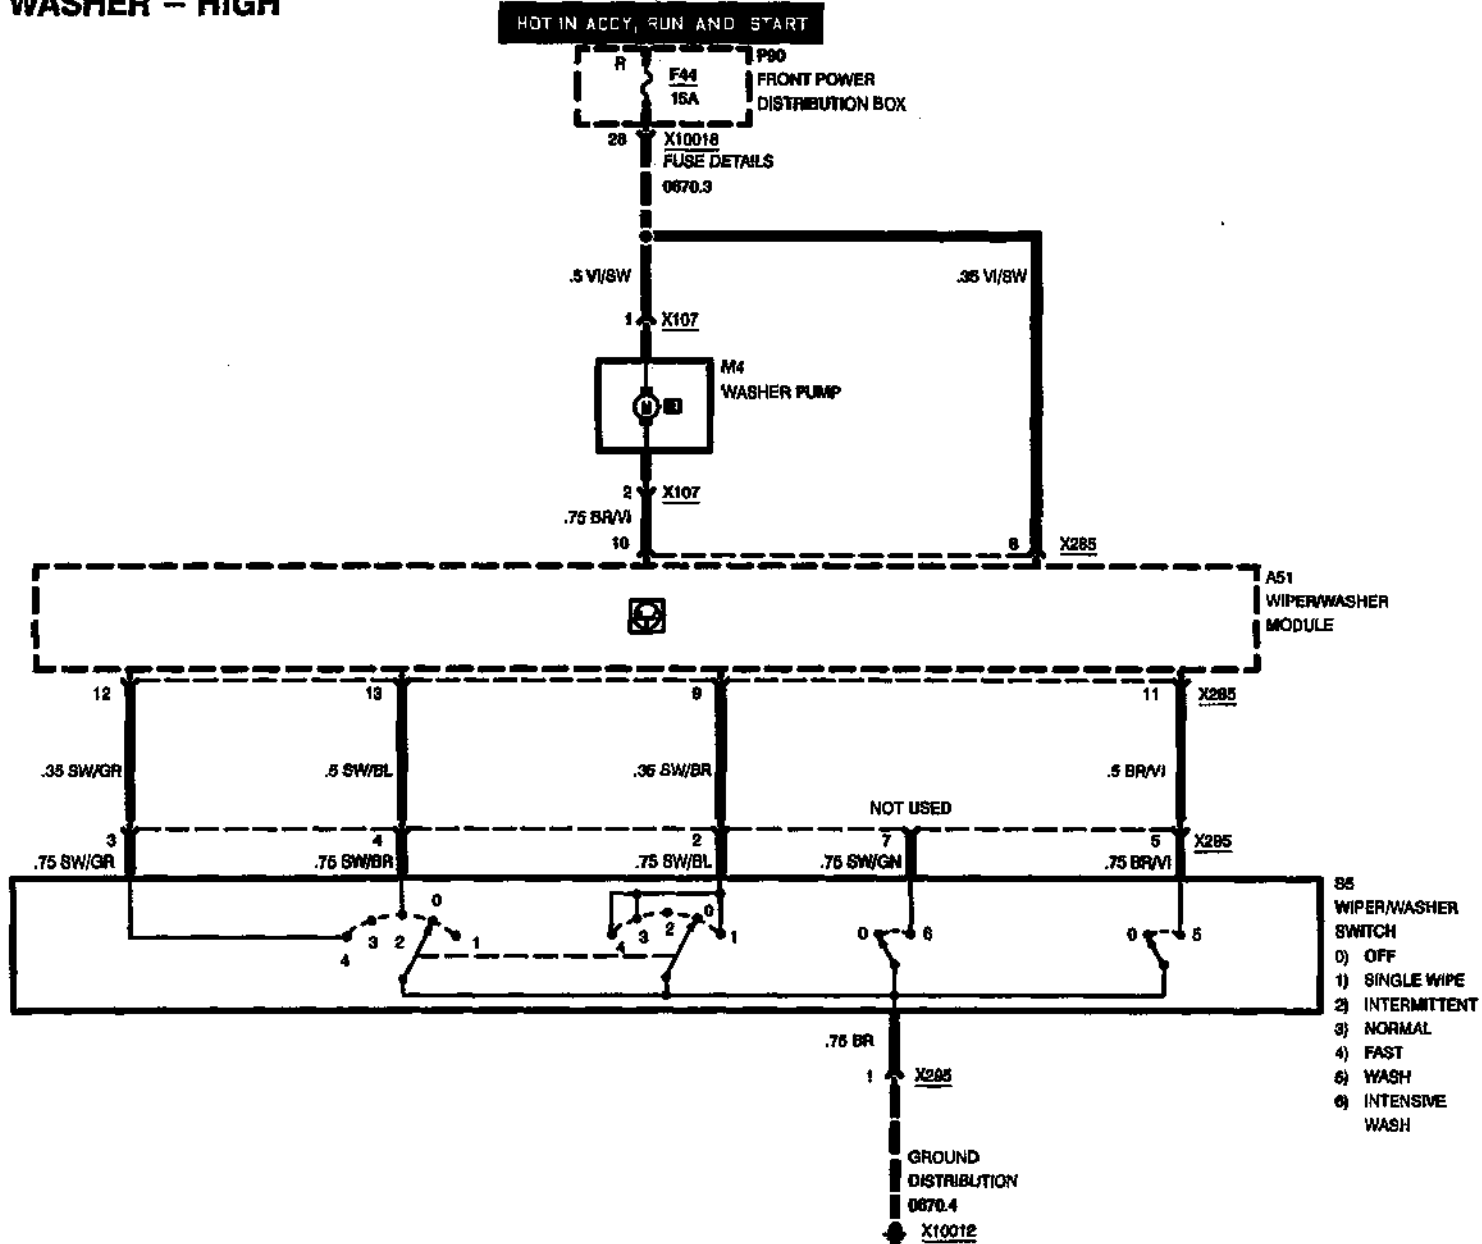 WASHER – HIGH
HOT IN ACCY, RUN AND START
R
F44
15A
P90
FRONT POWER
DISTRIBUTION BOX
28
X10018
FUSE DETAILS
0670.3
.5 VI/SW
.35 VI/SW
1
X107
M4
WASHER PUMP
M
2
X107
.75 BR/VI
10
8
X285
A51
WIPER/WASHER
MODULE
12
13
9
11
X285
.35 SW/GR
.5 SW/BL
.35 SW/BR
.5 BR/VI
NOT USED
3
4
2
7
5
X295
.75 SW/GR
.75 SW/BR
.75 SW/BL
.75 SW/GN
.75 BR/VI
S5
WIPER/WASHER
SWITCH
0) OFF
1) SINGLE WIPE
2) INTERMITTENT
3) NORMAL
4) FAST
5) WASH
6) INTENSIVE
WASH
4 3 2 0 1
4 3 2 0 1
0 6
0 5
.75 BR
1
X295
GROUND
DISTRIBUTION
0670.4
X10012